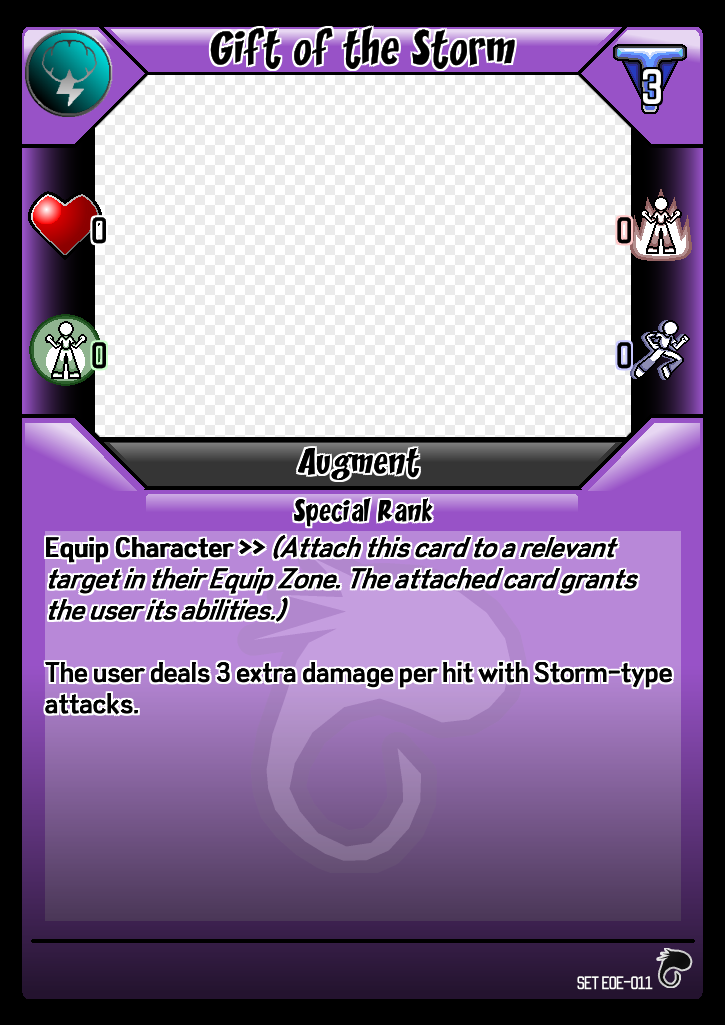 Gift of the Storm
3
0
0
0
0
Augment
Special Rank
Equip Character >> (Attach this card to a relevant
target in their Equip Zone. The attached card grants
the user its abilities.)
The user deals 3 extra damage per hit with Storm-type
attacks.
SET EOE-011